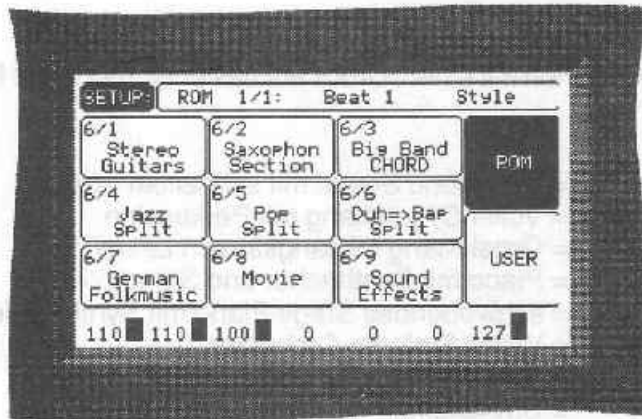 SETUP: ROM 1/1: Beat 1 Style
6/1 Stereo Guitars
6/2 Saxophon Section
6/3 Big Band CHORD
ROM
6/4 Jazz Split
6/5 Pop Split
6/6 Duh=>Bap Split
6/7 German Folkmusic
6/8 Movie
6/9 Sound Effects
USER
110 110 100 0 0 0 127